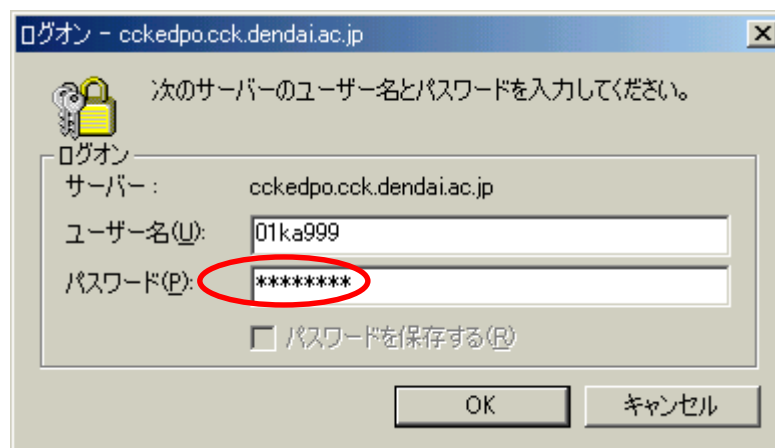 ログオン - cckedpo.cck.dendai.ac.jp
次のサーバーのユーザー名とパスワードを入力してください。
ログオン
サーバー： cckedpo.cck.dendai.ac.jp
ユーザー名(U): 01ka999
パスワード(P): ********
パスワードを保存する(R)
OK キャンセル